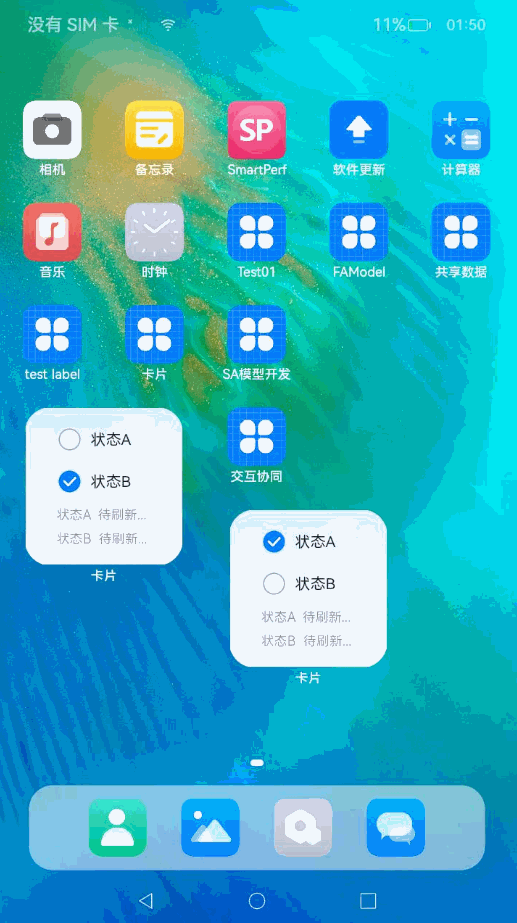 没有 SIM 卡
11%
01:50
相机
备忘录
SmartPerf
SP
软件更新
计算器
音乐
时钟
Test01
FAModel
共享数据
test label
卡片
SA模型开发
交互协同
状态A
状态B
状态A 待刷新...
状态B 待刷新...
卡片
状态A
状态B
状态A 待刷新...
状态B 待刷新...
卡片